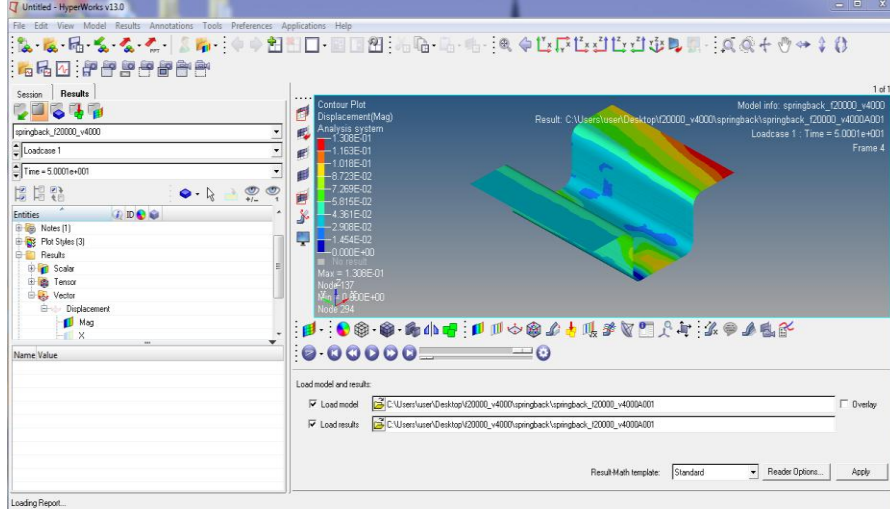 Untitled - HyperWorks v13.0
File Edit View Model Results Annotations Tools Preferences Applications Help
Session Results
1 of 1
springback_f20000_v4000
Loadcase 1
Time = 5.0001e+001
Entities ID
Notes (1)
Plot Styles (3)
Results
Scalar
Tensor
Vector
Displacement
Mag
X
Name Value
Contour Plot
Displacement(Mag)
Analysis system
1.308E-01
1.163E-01
1.018E-01
8.723E-02
7.269E-02
5.815E-02
4.361E-02
2.908E-02
1.454E-02
0.000E+00
No result
Max = 1.308E-01
Node 137
Min = 0.000E+00
Node 294
Model info: springback_f20000_v4000
Result: C:\Users\user\Desktop\f20000_v4000\springback\springback_f20000_v4000A001
Loadcase 1 : Time = 5.0001e+001
Frame 4
Load model and results:
Load model C:\Users\user\Desktop\f20000_v4000\springback\springback_f20000_v4000A001 Overlay
Load results C:\Users\user\Desktop\f20000_v4000\springback\springback_f20000_v4000A001
Result-Math template: Standard Reader Options... Apply
Loading Report...